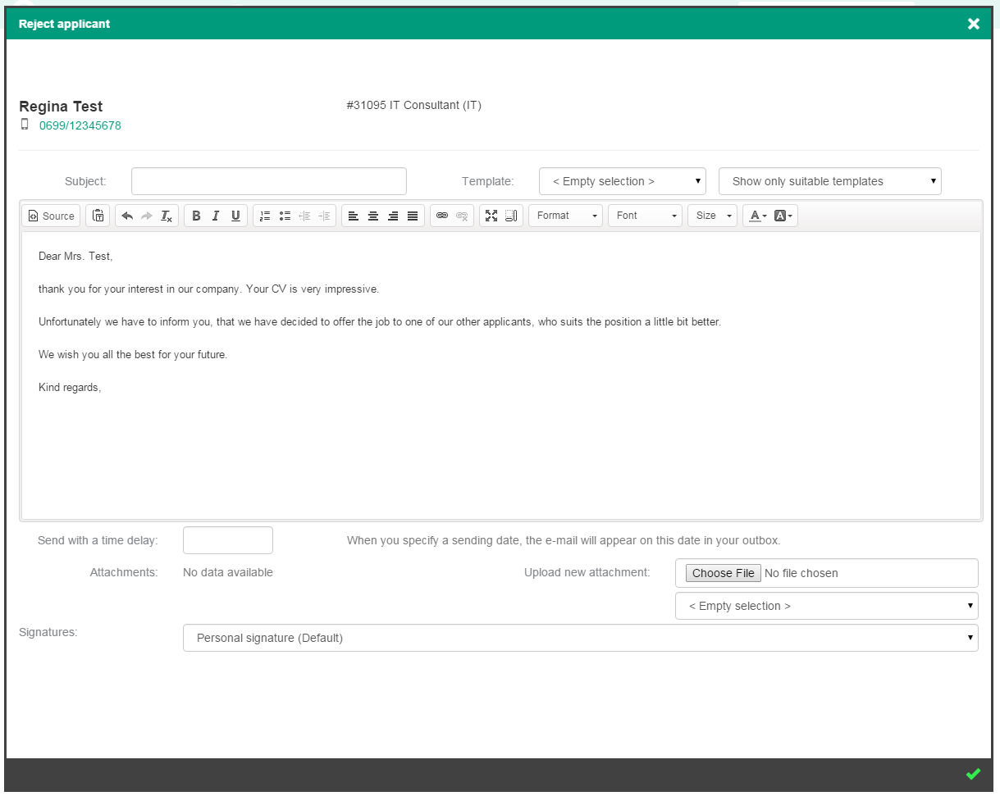 Reject applicant
Regina Test
#31095 IT Consultant (IT)
0699/12345678
Subject:
Template: < Empty selection > Show only suitable templates
Source B I U Format Font Size A A
Dear Mrs. Test,
thank you for your interest in our company. Your CV is very impressive.
Unfortunately we have to inform you, that we have decided to offer the job to one of our other applicants, who suits the position a little bit better.
We wish you all the best for your future.
Kind regards,
Send with a time delay: When you specify a sending date, the e-mail will appear on this date in your outbox.
Attachments: No data available Upload new attachment: Choose File No file chosen
< Empty selection >
Signatures: Personal signature (Default)